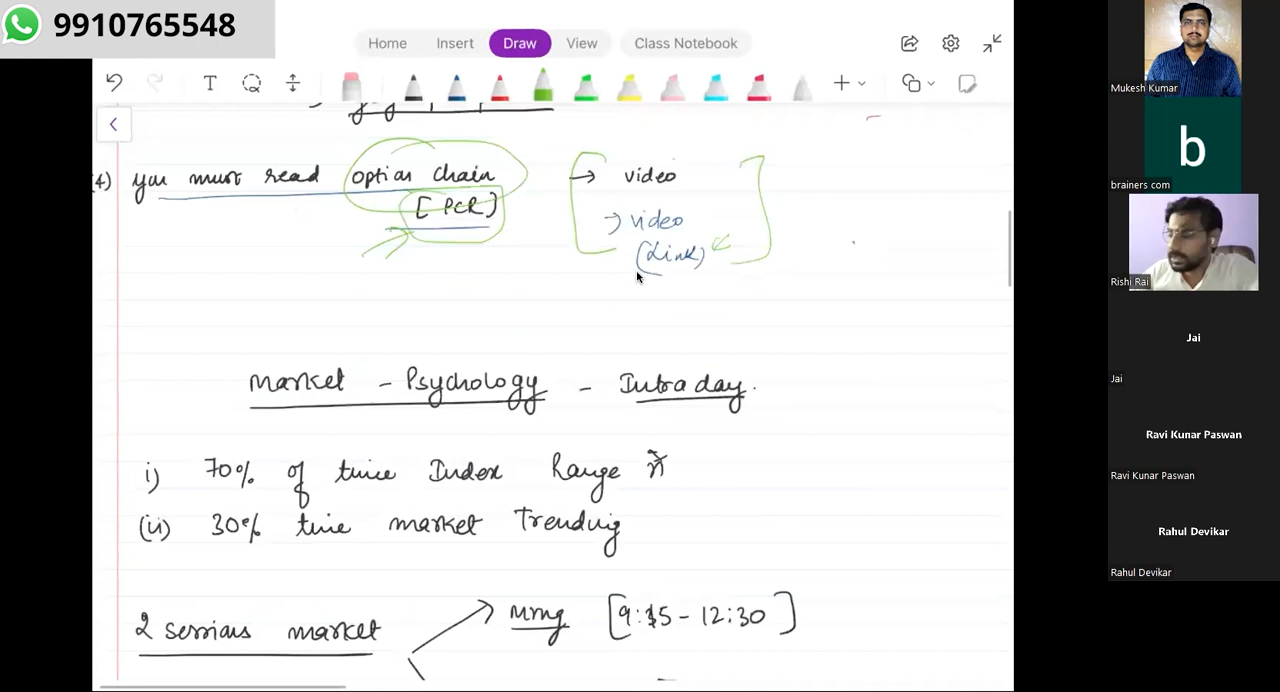 9910765548
Home Insert Draw View Class Notebook
(4) you must read option chain
[PCR]
→ video
→ video
(Link)
Market - Psychology - Intraday.
i) 70% of time Index Range में
(ii) 30% time market Trending
2 sessions market
Mrng [9:15 - 12:30]
Mukesh Kumar
b
brainers com
Rishi Rai
Jai
Jai
Ravi Kunar Paswan
Ravi Kunar Paswan
Rahul Devikar
Rahul Devikar